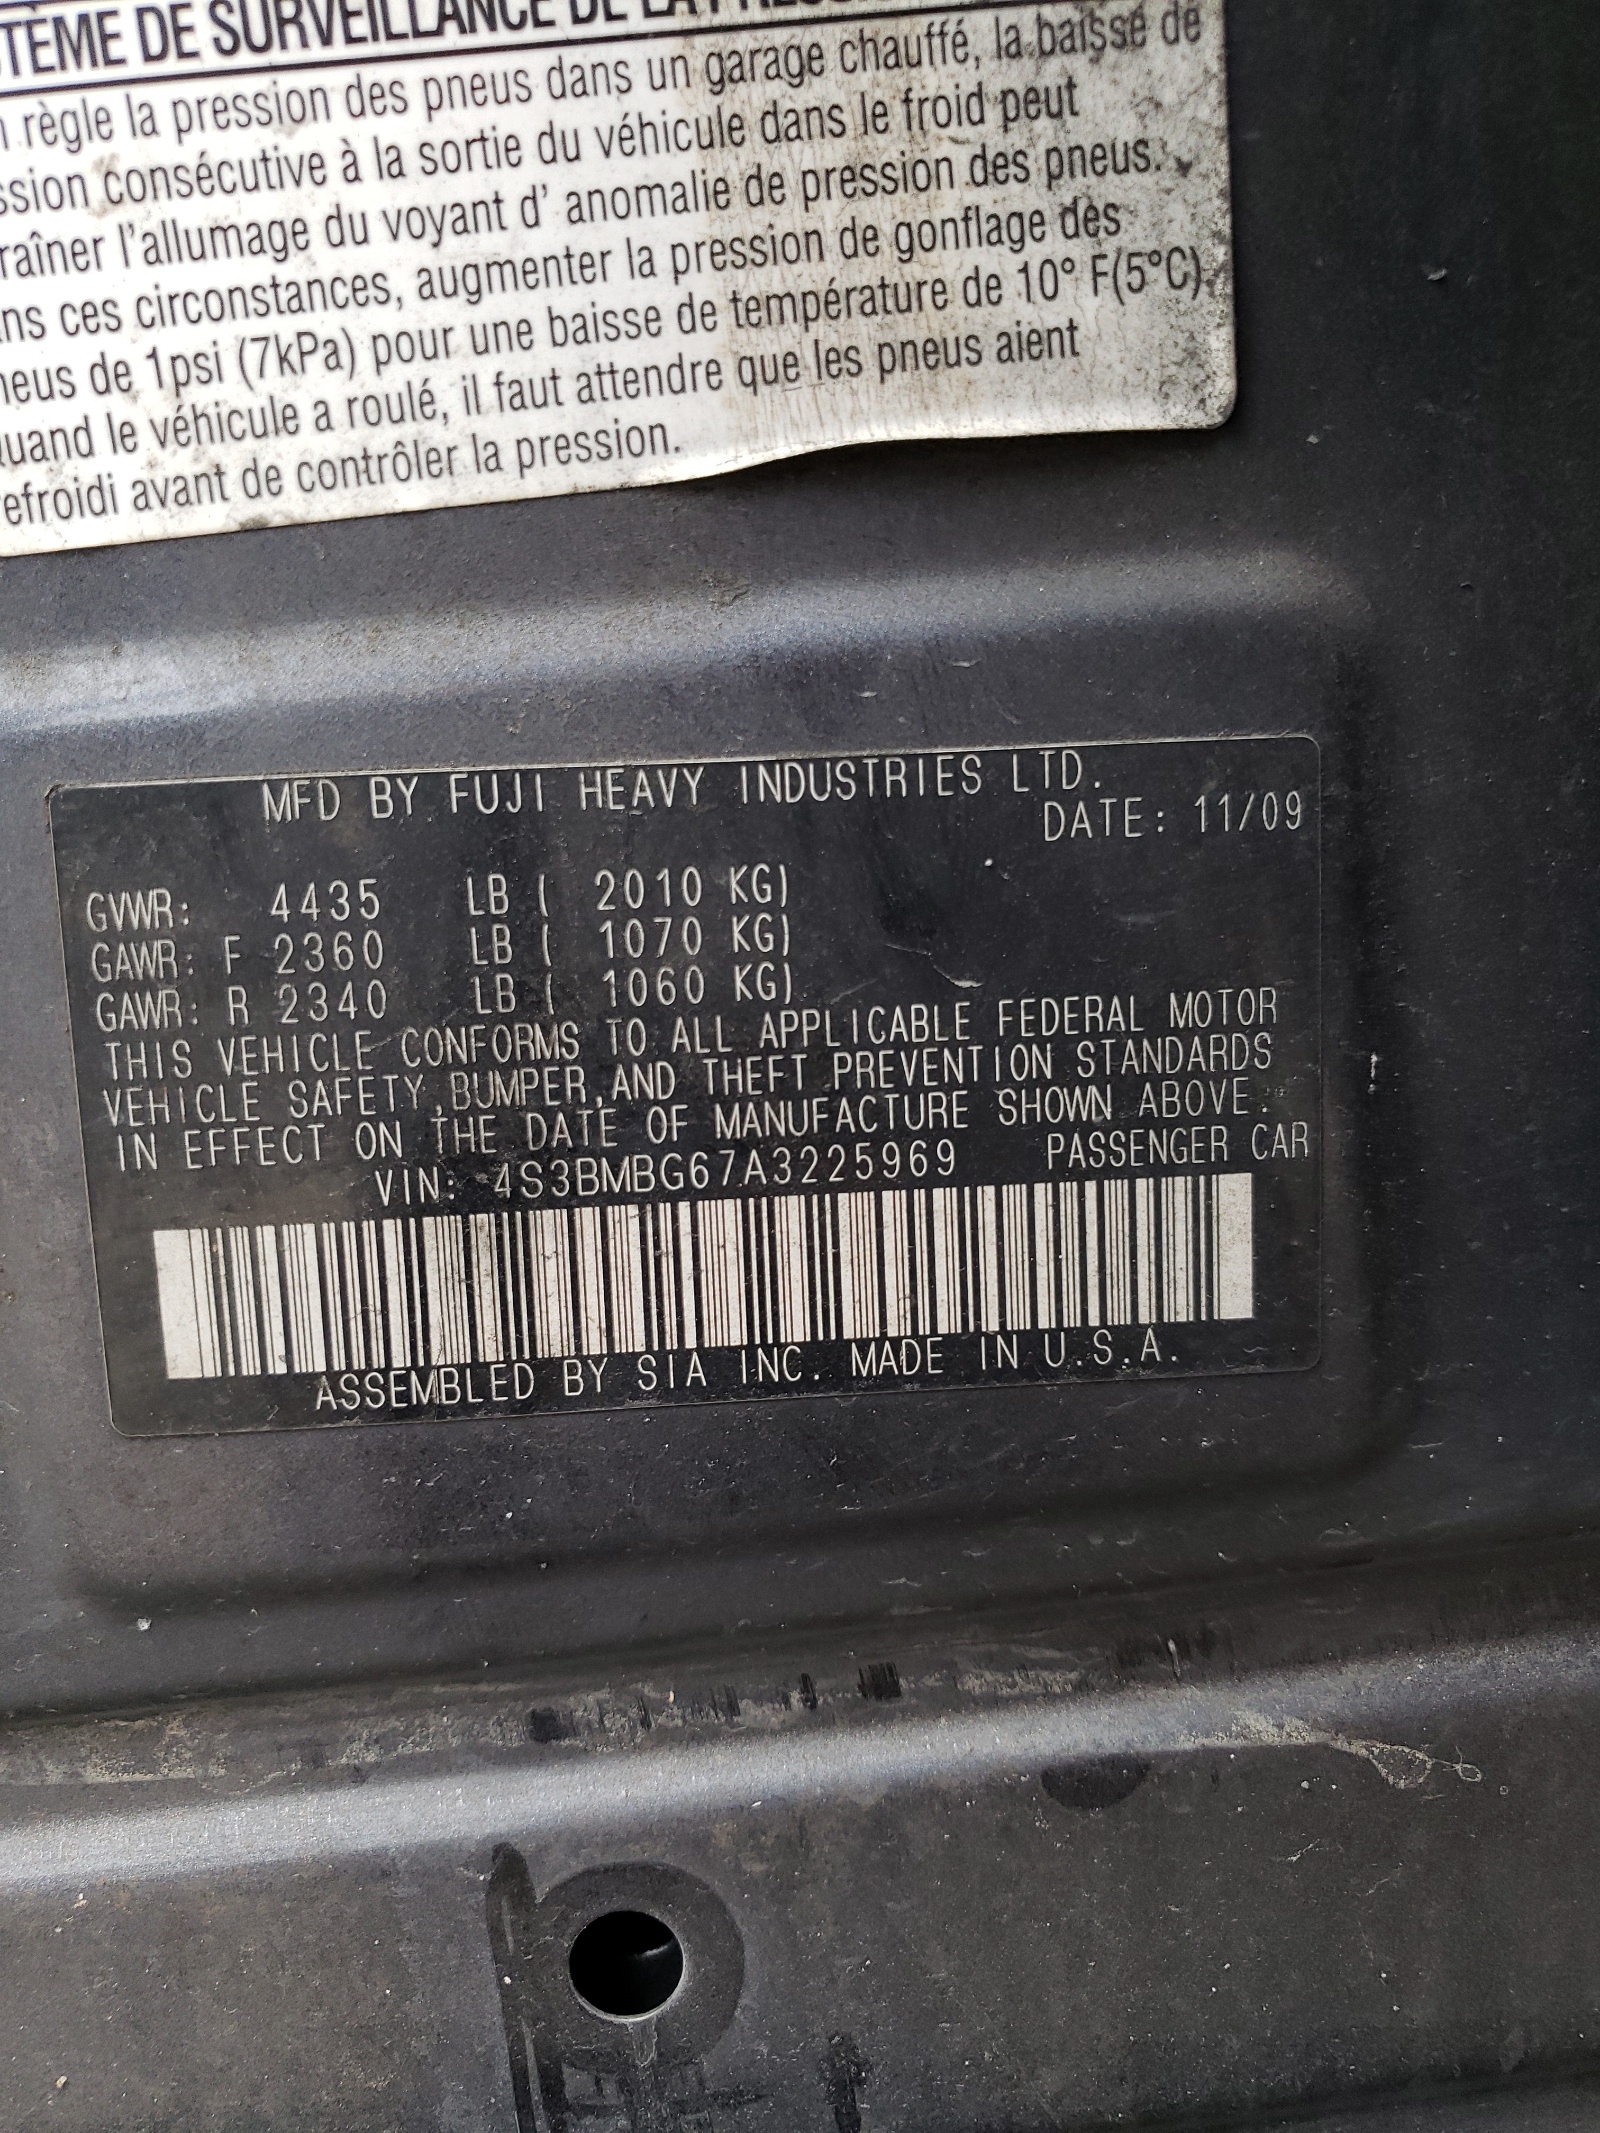 TÈME DE SURVEILLANCE DE LA
règle la pression des pneus dans un garage chauffé, la baisse de
ssion consécutive à la sortie du véhicule dans le froid peut
raîner l'allumage du voyant d' anomalie de pression des pneus.
ns ces circonstances, augmenter la pression de gonflage des
neus de 1psi (7kPa) pour une baisse de température de 10° F(5°C).
uand le véhicule a roulé, il faut attendre que les pneus aient
efroidi avant de contrôler la pression.
MFD BY FUJI HEAVY INDUSTRIES LTD.
DATE: 11/09
GVWR: 4435 LB ( 2010 KG)
GAWR: F 2360 LB ( 1070 KG)
GAWR: R 2340 LB ( 1060 KG)
THIS VEHICLE CONFORMS TO ALL APPLICABLE FEDERAL MOTOR
VEHICLE SAFETY,BUMPER,AND THEFT PREVENTION STANDARDS
IN EFFECT ON THE DATE OF MANUFACTURE SHOWN ABOVE.
VIN: 4S3BMBG67A3225969 PASSENGER CAR
ASSEMBLED BY SIA INC. MADE IN U.S.A.